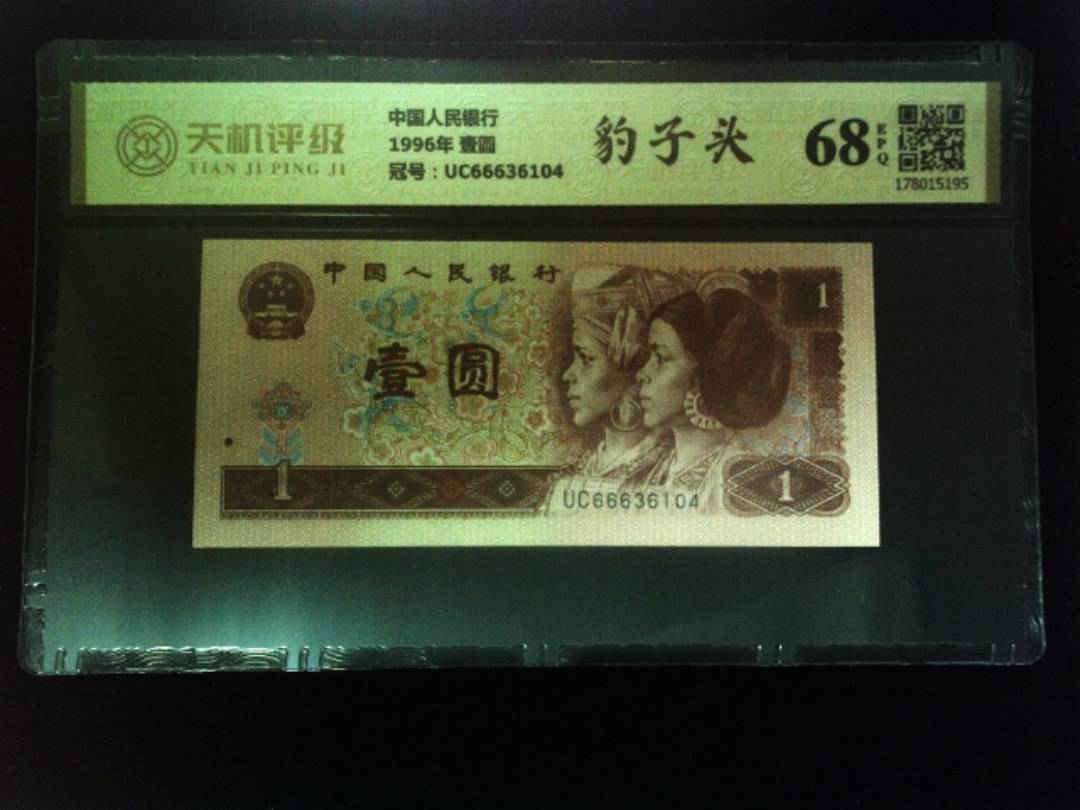 天机评级
TIAN JI PING JI
中国人民银行
1996年 壹圆
冠号：UC66636104
豹子头
68
EPQ
178015195
中国人民银行
1
壹圆
1
UC66636104
1